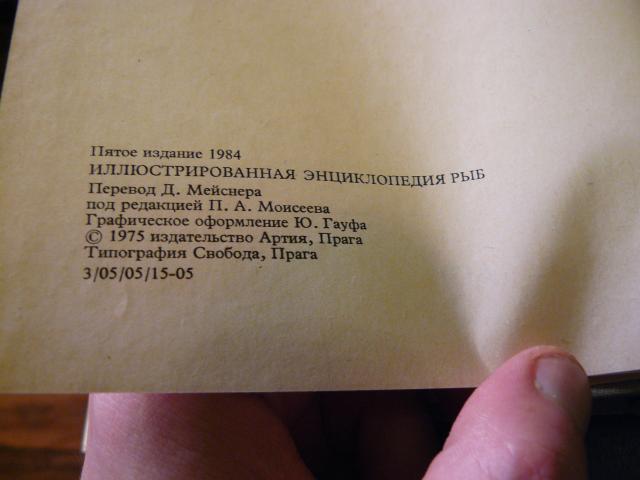 Пятое издание 1984
ИЛЛЮСТРИРОВАННАЯ ЭНЦИКЛОПЕДИЯ РЫБ
Перевод Д. Мейснера
под редакцией П. А. Моисеева
Графическое оформление Ю. Гауфа
© 1975 издательство Артия, Прага
Типография Свобода, Прага
3/05/05/15-05